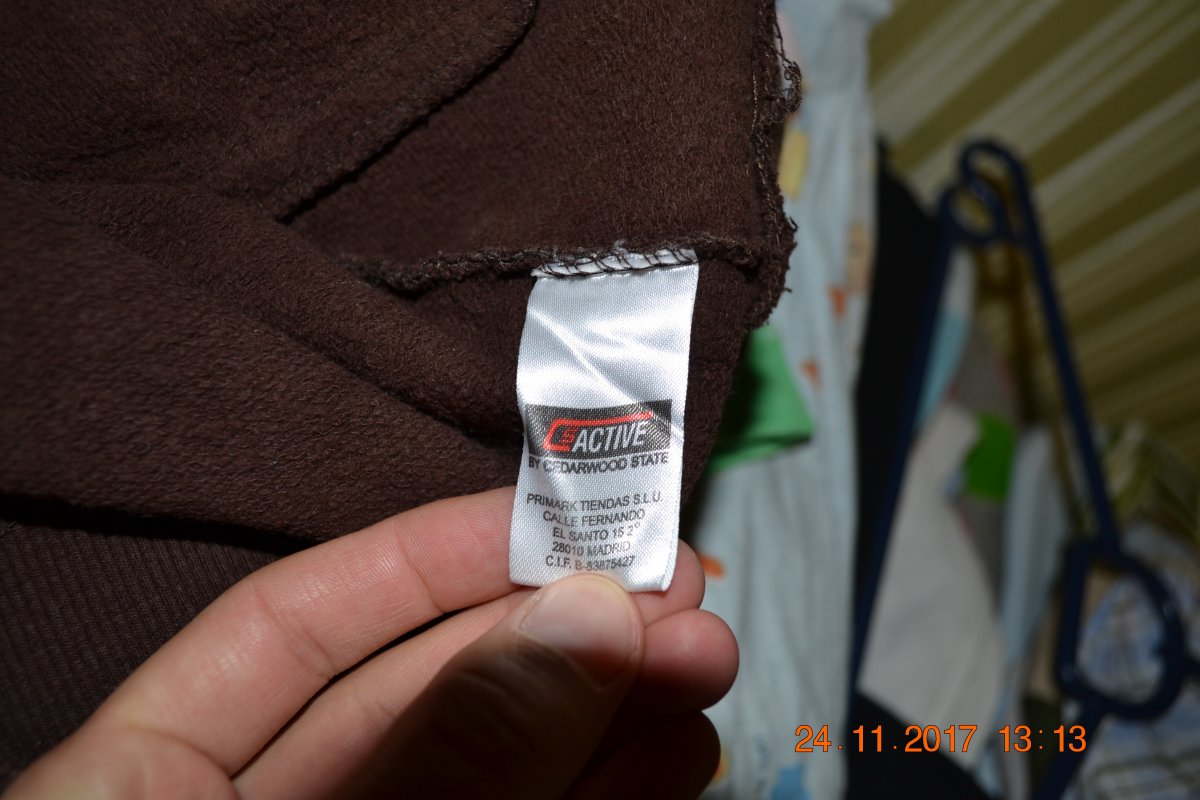 ACTIVE
BY CEDARWOOD STATE
PRIMARK TIENDAS S.L.U.
CALLE FERNANDO
EL SANTO 15 2°
28010 MADRID
C.I.F. B-83875427
24.11.2017 13:13